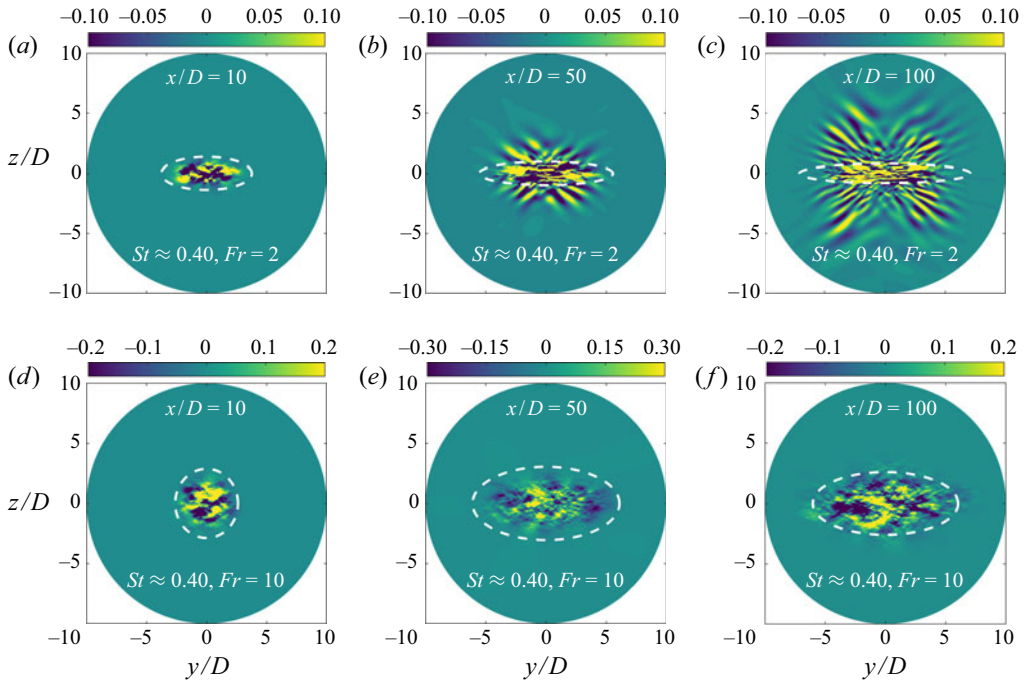 −0.10 −0.05 0 0.05 0.10 −0.10 −0.05 0 0.05 0.10 −0.10 −0.05 0 0.05 0.10
(a) (b) (c)
10 10 10
x/D = 10 x/D = 50 x/D = 100
5 5 5
z/D 0 0 0
−5 −5 −5
St ≈ 0.40, Fr = 2 St ≈ 0.40, Fr = 2 St ≈ 0.40, Fr = 2
−10 −10 −10
−0.2 −0.1 0 0.1 0.2 −0.30 −0.15 0 0.15 0.30 −0.2 −0.1 0 0.1 0.2
(d) (e) (f)
10 10 10
x/D = 10 x/D = 50 x/D = 100
5 5 5
z/D 0 0 0
−5 −5 −5
St ≈ 0.40, Fr = 10 St ≈ 0.40, Fr = 10 St ≈ 0.40, Fr = 10
−10 −5 0 5 10 −10 −5 0 5 10 −10 −5 0 5 10
y/D y/D y/D